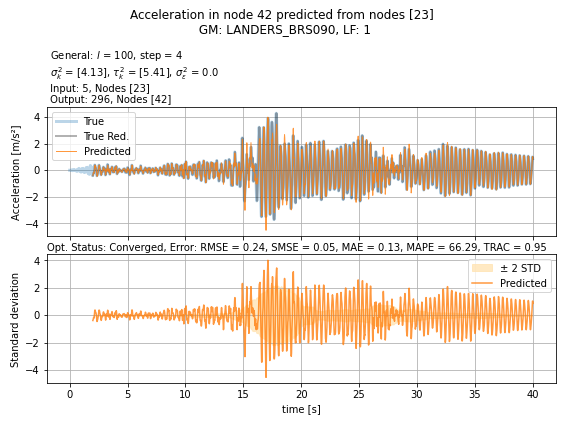 Acceleration in node 42 predicted from nodes [23]
GM: LANDERS_BRS090, LF: 1
General: l = 100, step = 4
σ²ₖ = [4.13], τ²ₖ = [5.41], σ²ε = 0.0
Input: 5, Nodes [23]
Output: 296, Nodes [42]
True
True Red.
Predicted
Acceleration [m/s²]
4
2
0
−2
−4
Opt. Status: Converged, Error: RMSE = 0.24, SMSE = 0.05, MAE = 0.13, MAPE = 66.29, TRAC = 0.95
± 2 STD
Predicted
Standard deviation
4
2
0
−2
−4
0 5 10 15 20 25 30 35 40
time [s]